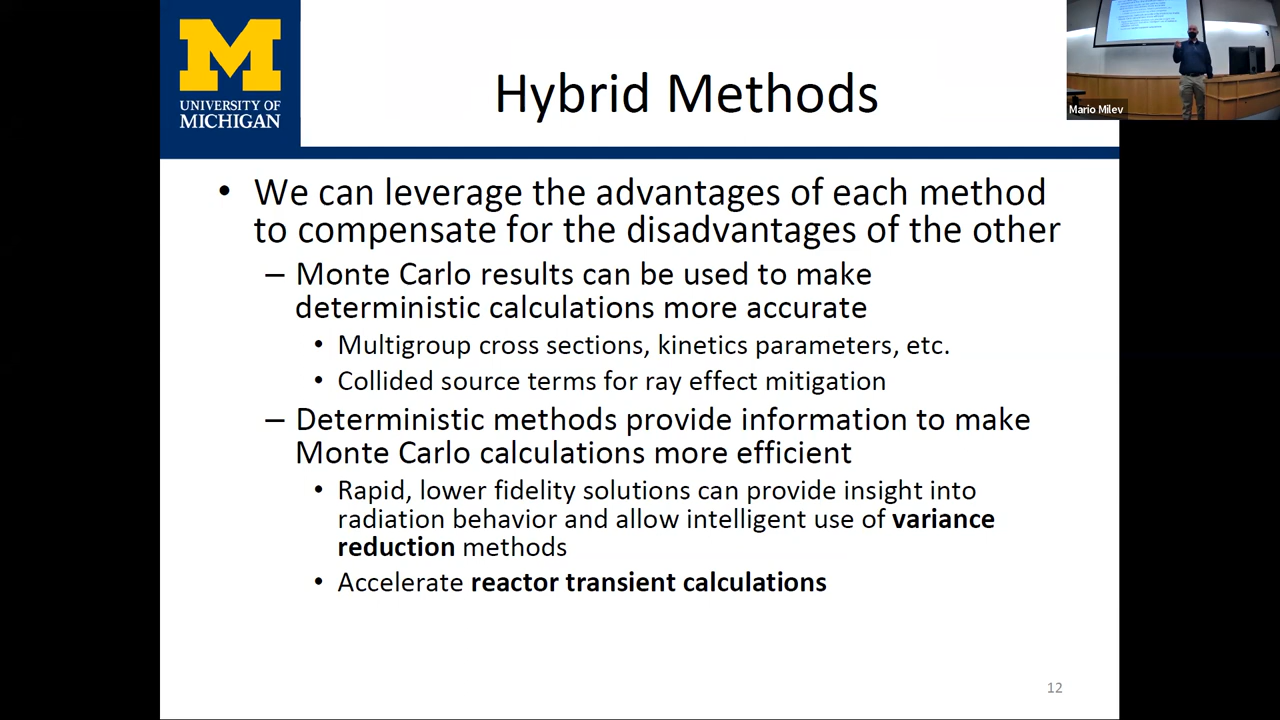 UNIVERSITY OF
MICHIGAN
Hybrid Methods
Mario Milev
• We can leverage the advantages of each method
to compensate for the disadvantages of the other
– Monte Carlo results can be used to make
deterministic calculations more accurate
• Multigroup cross sections, kinetics parameters, etc.
• Collided source terms for ray effect mitigation
– Deterministic methods provide information to make
Monte Carlo calculations more efficient
• Rapid, lower fidelity solutions can provide insight into
radiation behavior and allow intelligent use of variance
reduction methods
• Accelerate reactor transient calculations
12